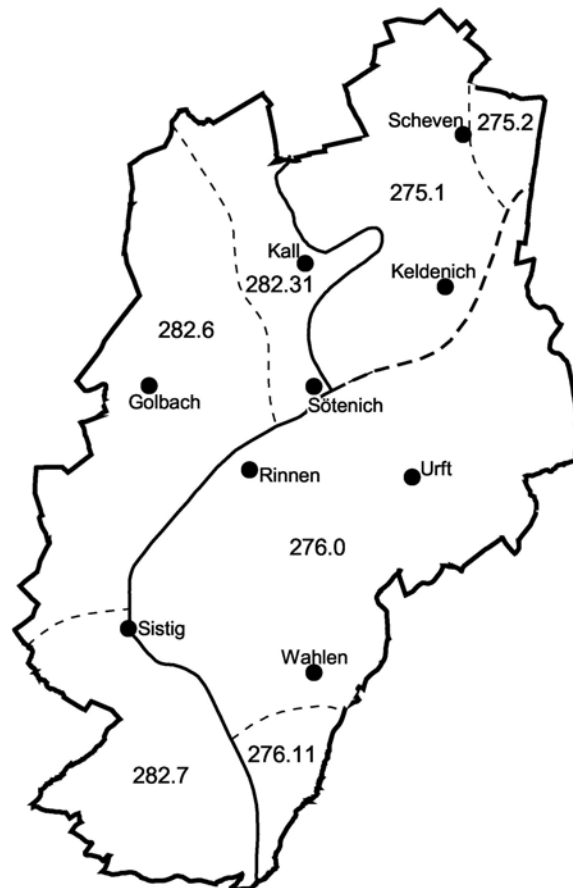 Scheven
275.2
275.1
Kall
282.31
Keldenich
282.6
Golbach
Sötenich
Rinnen
Urft
276.0
Sistig
Wahlen
276.11
282.7